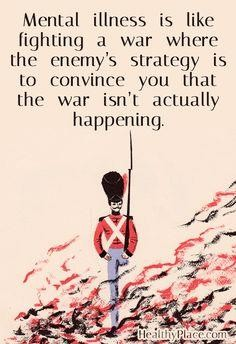 Mental illness is like
fighting a war where
the enemy's strategy is
to convince you that
the war isn't actually
happening.
HealthyPlace.com